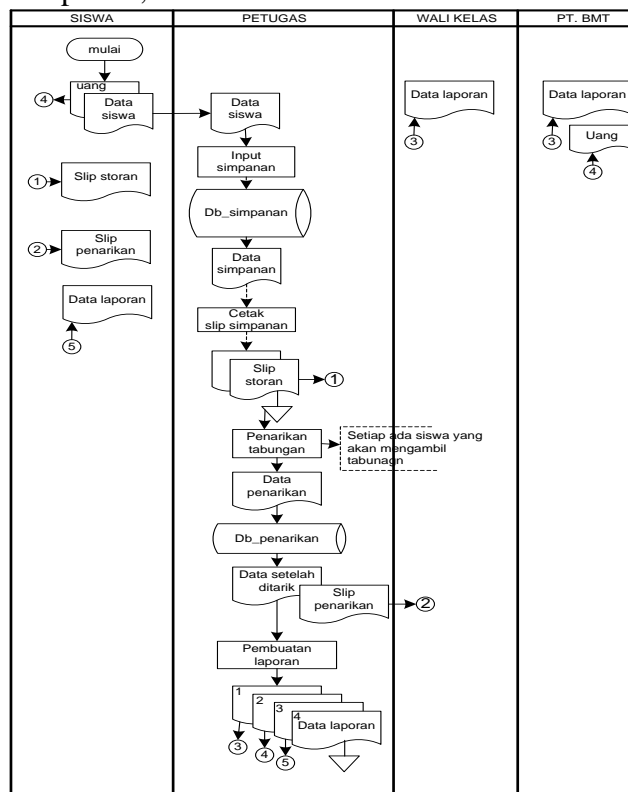 SISWA
PETUGAS
WALI KELAS
PT. BMT
mulai
uang
4
Data
siswa
Data
siswa
Data laporan
3
Data laporan
3
Uang
4
Input
simpanan
1
Slip storan
Db_simpanan
2
Slip
penarikan
Data
simpanan
Data laporan
5
Cetak
slip simpanan
Slip
storan
1
Penarikan
tabungan
Setiap ada siswa yang
akan mengambil
tabunagn
Data
penarikan
Db_penarikan
Data setelah
ditarik
Slip
penarikan
2
Pembuatan
laporan
1
2
3
4
Data laporan
3
4
5